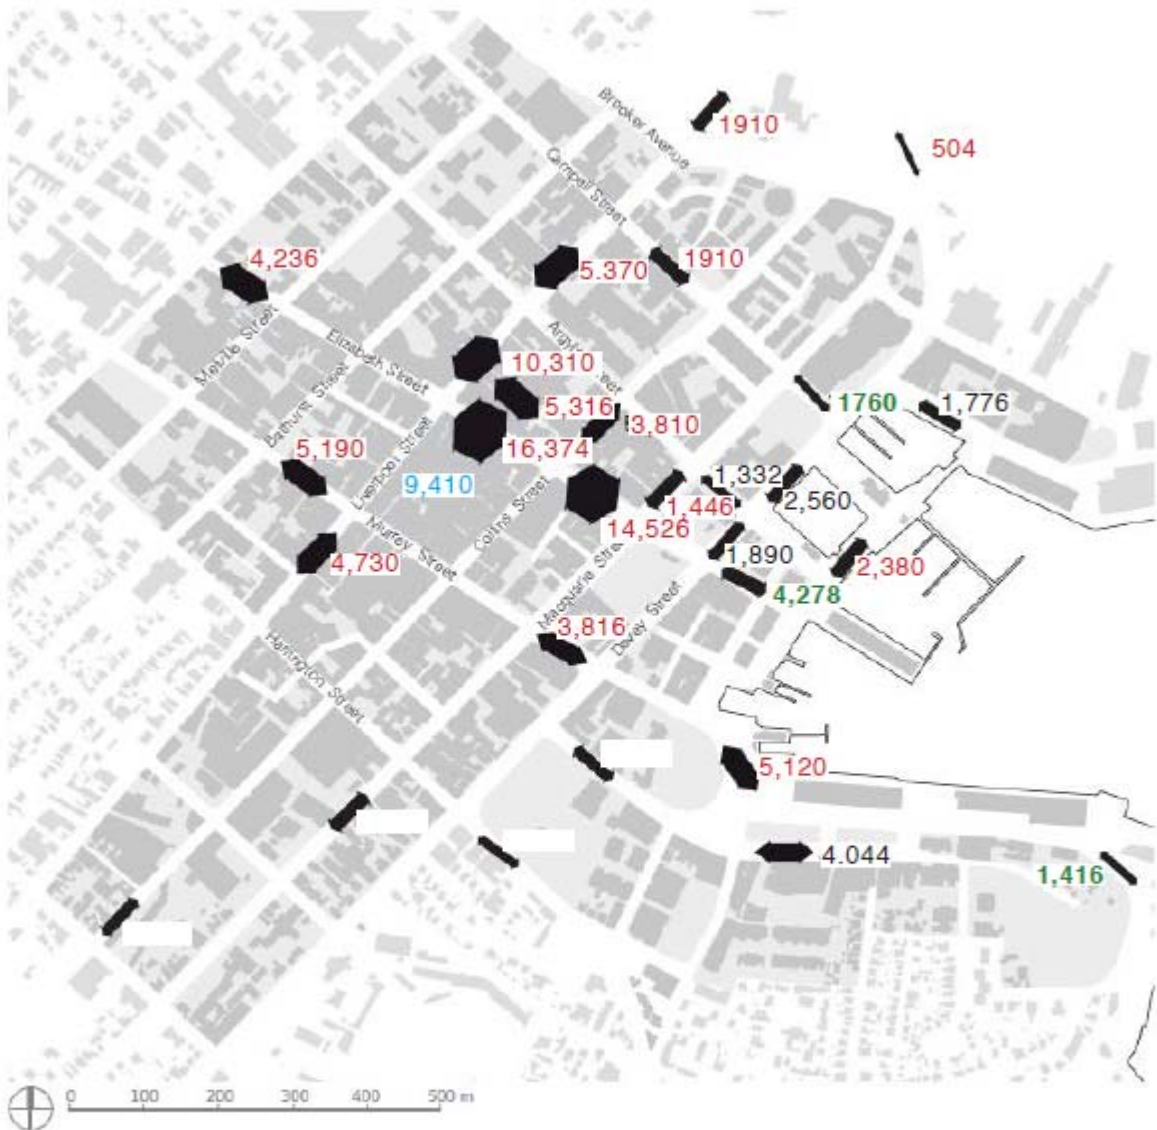 Brooker Avenue
1910
504
Campell Street
4,236
5.370
1910
Melville Street
Elizabeth Street
10,310
5,316
3,810
1760
1,776
Bathurst Street
5,190
Liverpool Street
9,410
16,374
1,332
2,560
1,446
14,526
Collins Street
Murray Street
4,730
1,890
2,380
4,278
Macquarie Street
3,816
Davey Street
Harrington Street
5,120
4.044
1,416
0 100 200 300 400 500 m